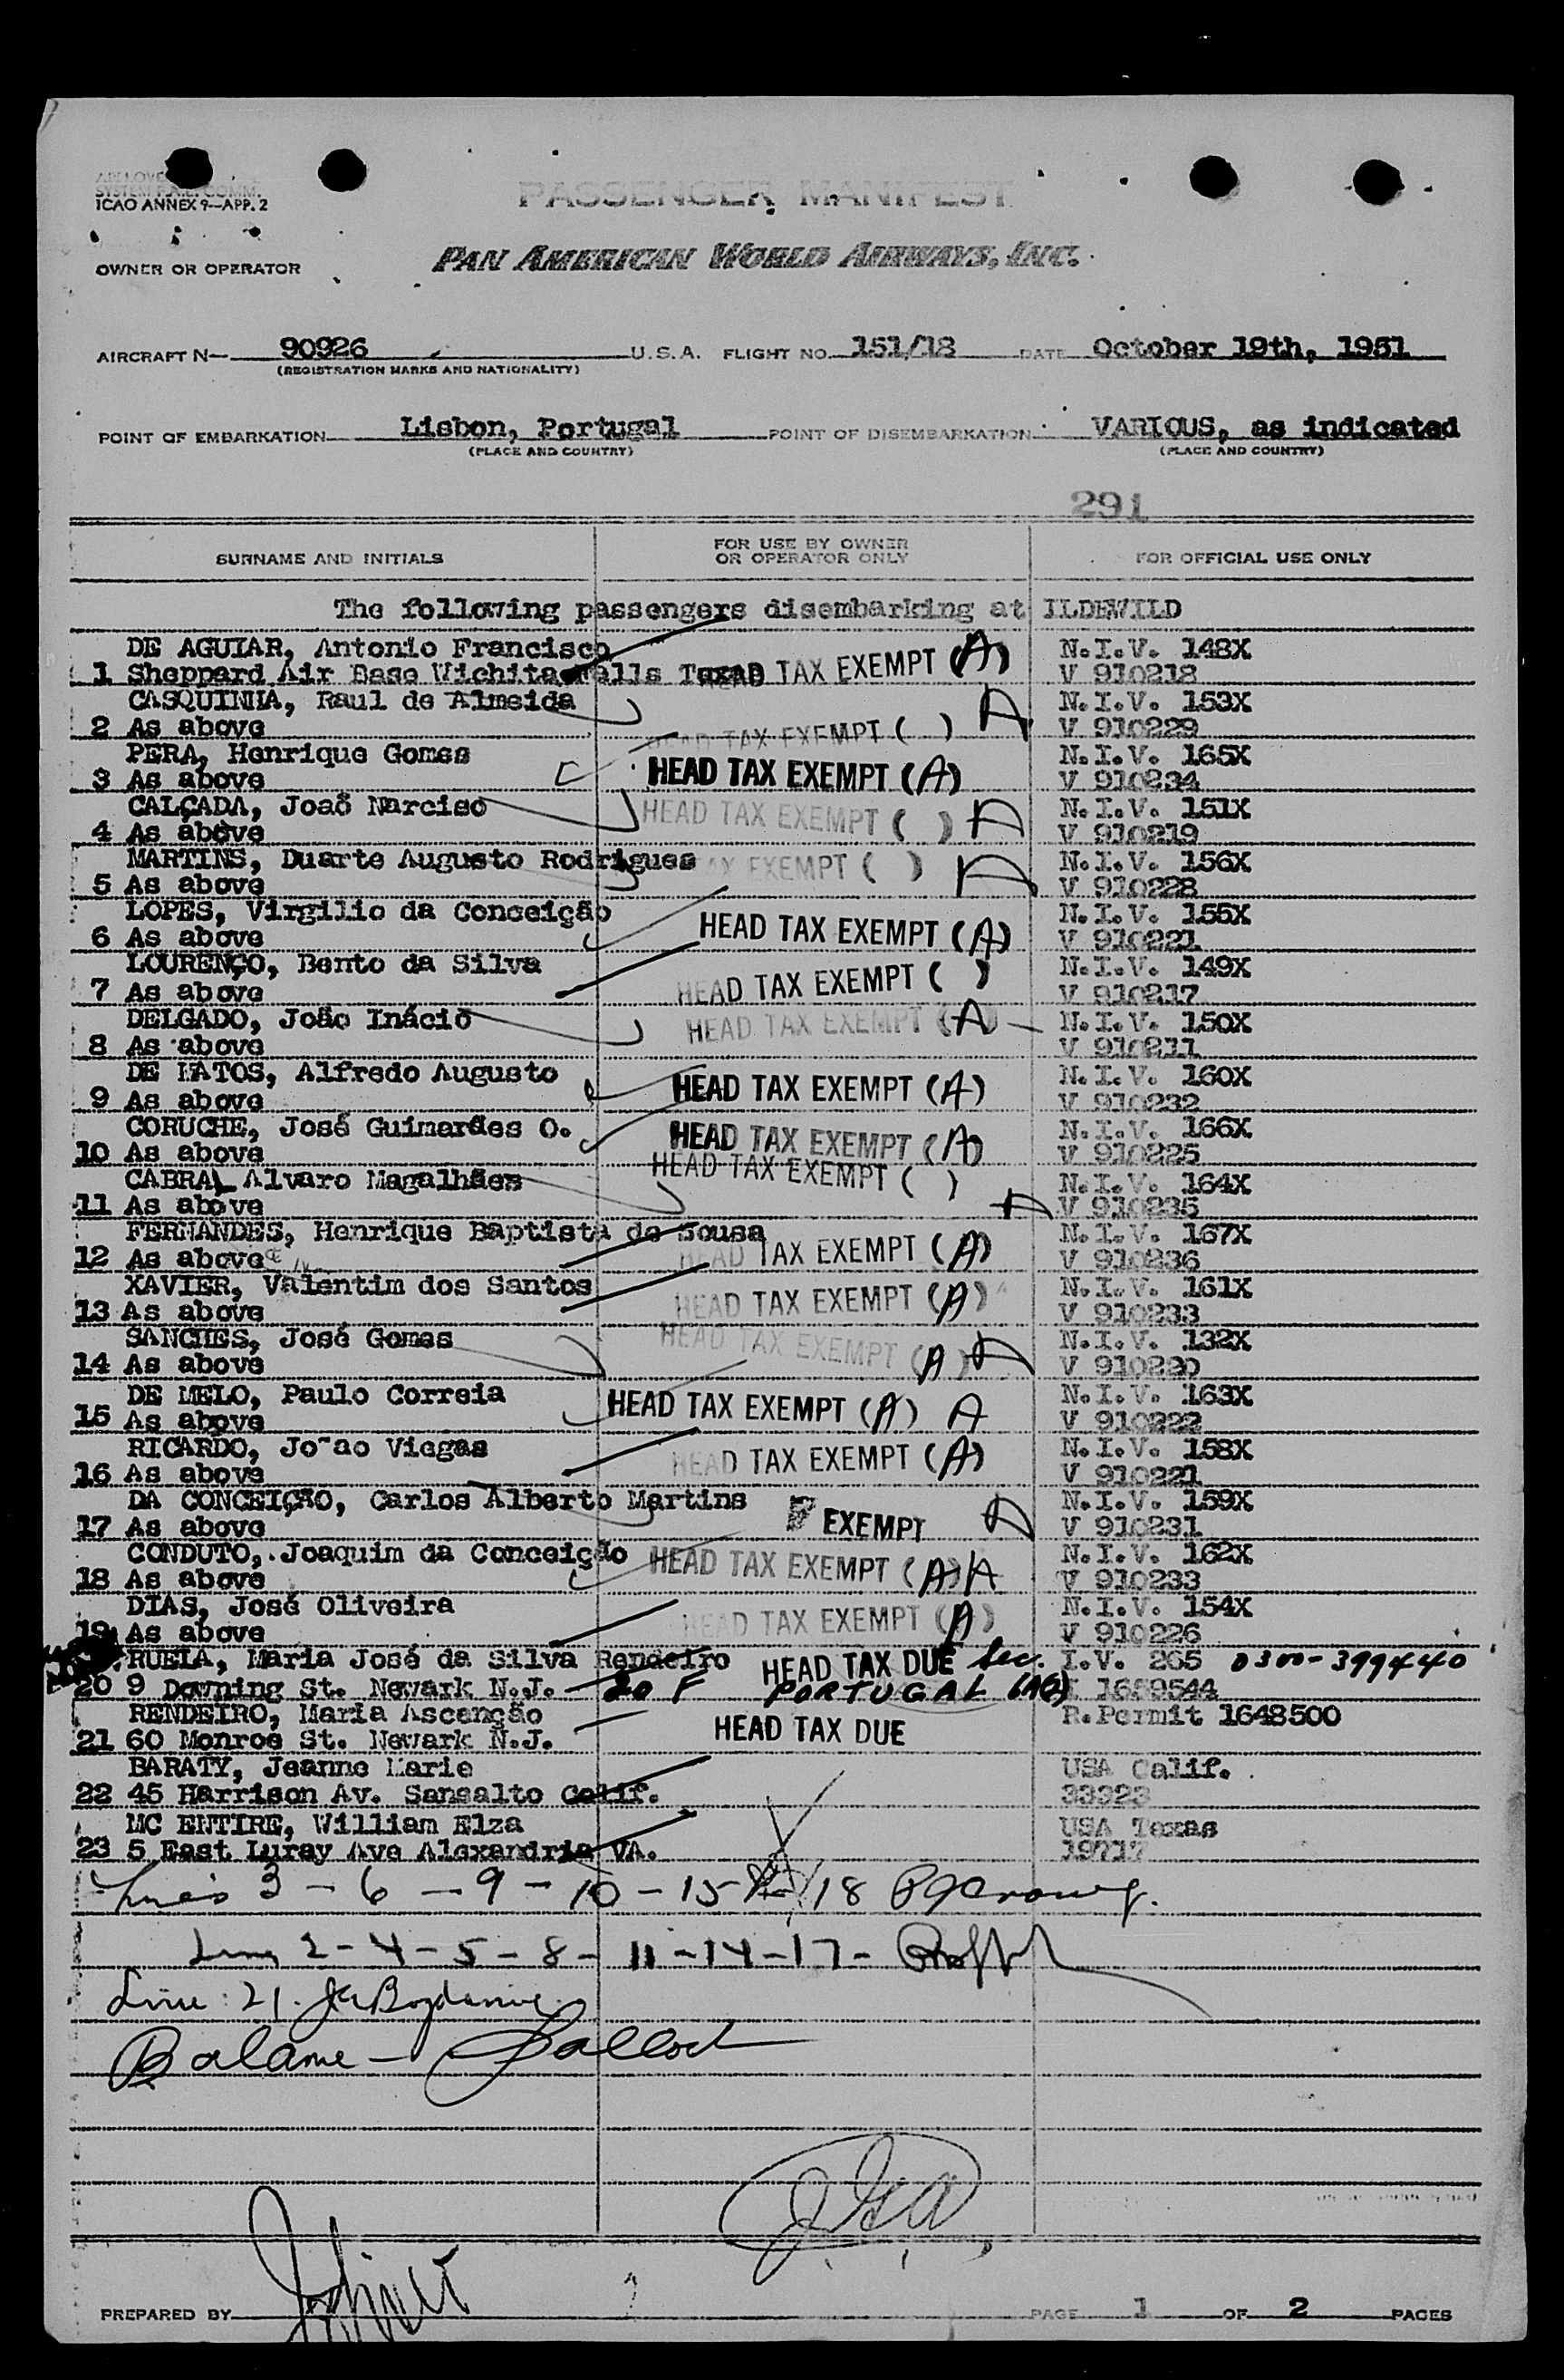 APPROVED
SYSTEM F.A.L. COMM.
ICAO ANNEX 9—APP. 2
PASSENGER MANIFEST
OWNER OR OPERATOR PAN AMERICAN WORLD AIRWAYS, INC.
AIRCRAFT N— 90926 U.S.A. FLIGHT NO. 151/18 DATE October 19th, 1951
(REGISTRATION MARKS AND NATIONALITY)
POINT OF EMBARKATION Lisbon, Portugal POINT OF DISEMBARKATION VARIOUS, as indicated
(PLACE AND COUNTRY) (PLACE AND COUNTRY)
291
SURNAME AND INITIALS FOR USE BY OWNER OR OPERATOR ONLY FOR OFFICIAL USE ONLY
The following passengers disembarking at ILDEWILD
DE AGUIAR, Antonio Francisco N.I.V. 148X
1 Sheppard Air Base Wichita Falls Texas TAX EXEMPT (A) V 910218
CASQUINHA, Raul de Almeida N.I.V. 153X
2 As above HEAD TAX EXEMPT ( ) A V 910229
PERA, Henrique Gomes N.I.V. 165X
3 As above HEAD TAX EXEMPT (A) V 910234
CALÇADA, Joaõ Narciso HEAD TAX EXEMPT ( ) A N.I.V. 151X
4 As above V 910219
MARTINS, Duarte Augusto Rodrigues TAX EXEMPT ( ) A N.I.V. 156X
5 As above V 910228
LOPES, Virgilio da Conceição HEAD TAX EXEMPT (A) N.I.V. 155X
6 As above V 910221
LOURENÇO, Bento da Silva N.I.V. 149X
7 As above HEAD TAX EXEMPT ( ) V 910217
DELGADO, João Inácio HEAD TAX EXEMPT (A) N.I.V. 150X
8 As above V 910211
DE MATOS, Alfredo Augusto HEAD TAX EXEMPT (A) N.I.V. 160X
9 As above V 910232
CORUCHE, José Guimarães O. HEAD TAX EXEMPT (A) N.I.V. 166X
10 As above V 910225
CABRAL Alvaro Magalhães HEAD TAX EXEMPT ( ) N.I.V. 164X
11 As above A V 910235
FERNANDES, Henrique Baptista de Sousa N.I.V. 167X
12 As above HEAD TAX EXEMPT (A) V 910236
XAVIER, Valentim dos Santos N.I.V. 161X
13 As above HEAD TAX EXEMPT (A) V 910233
SANCHES, José Gomes HEAD TAX EXEMPT (A) A N.I.V. 132X
14 As above V 910220
DE MELO, Paulo Correia HEAD TAX EXEMPT (A) A N.I.V. 163X
15 As above V 910222
RICARDO, Jo~ao Viegas N.I.V. 158X
16 As above HEAD TAX EXEMPT (A) V 910221
DA CONCEIÇÃO, Carlos Alberto Martins N.I.V. 159X
17 As above EXEMPT A V 910231
CONDUTO, Joaquim da Conceição HEAD TAX EXEMPT (A) A N.I.V. 162X
18 As above V 910233
DIAS, José Oliveira HEAD TAX EXEMPT (A) N.I.V. 154X
19 As above V 910226
RUELA, Maria José da Silva Rendeiro HEAD TAX DUE Sec. I.V. 265 0300-399440
20 9 Downing St. Newark N.J. 20 F PORTUGAL 1659544
RENDEIRO, Maria Ascenção HEAD TAX DUE R.Permit 1648500
21 60 Monroe St. Newark N.J.
BARATY, Jeanne Marie USA Calif.
22 45 Harrison Av. Sansalto Calif. 33323
MC ENTIRE, William Elza USA Texas
23 5 East Luray Ave Alexandria VA. 19717
Lines 3 - 6 - 9 - 10 - 15 - 18
Lines 2 - 4 - 5 - 8 - 11 - 14 - 17 -
Line: 21.
Balance -
PREPARED BY PAGE 1 OF 2 PAGES